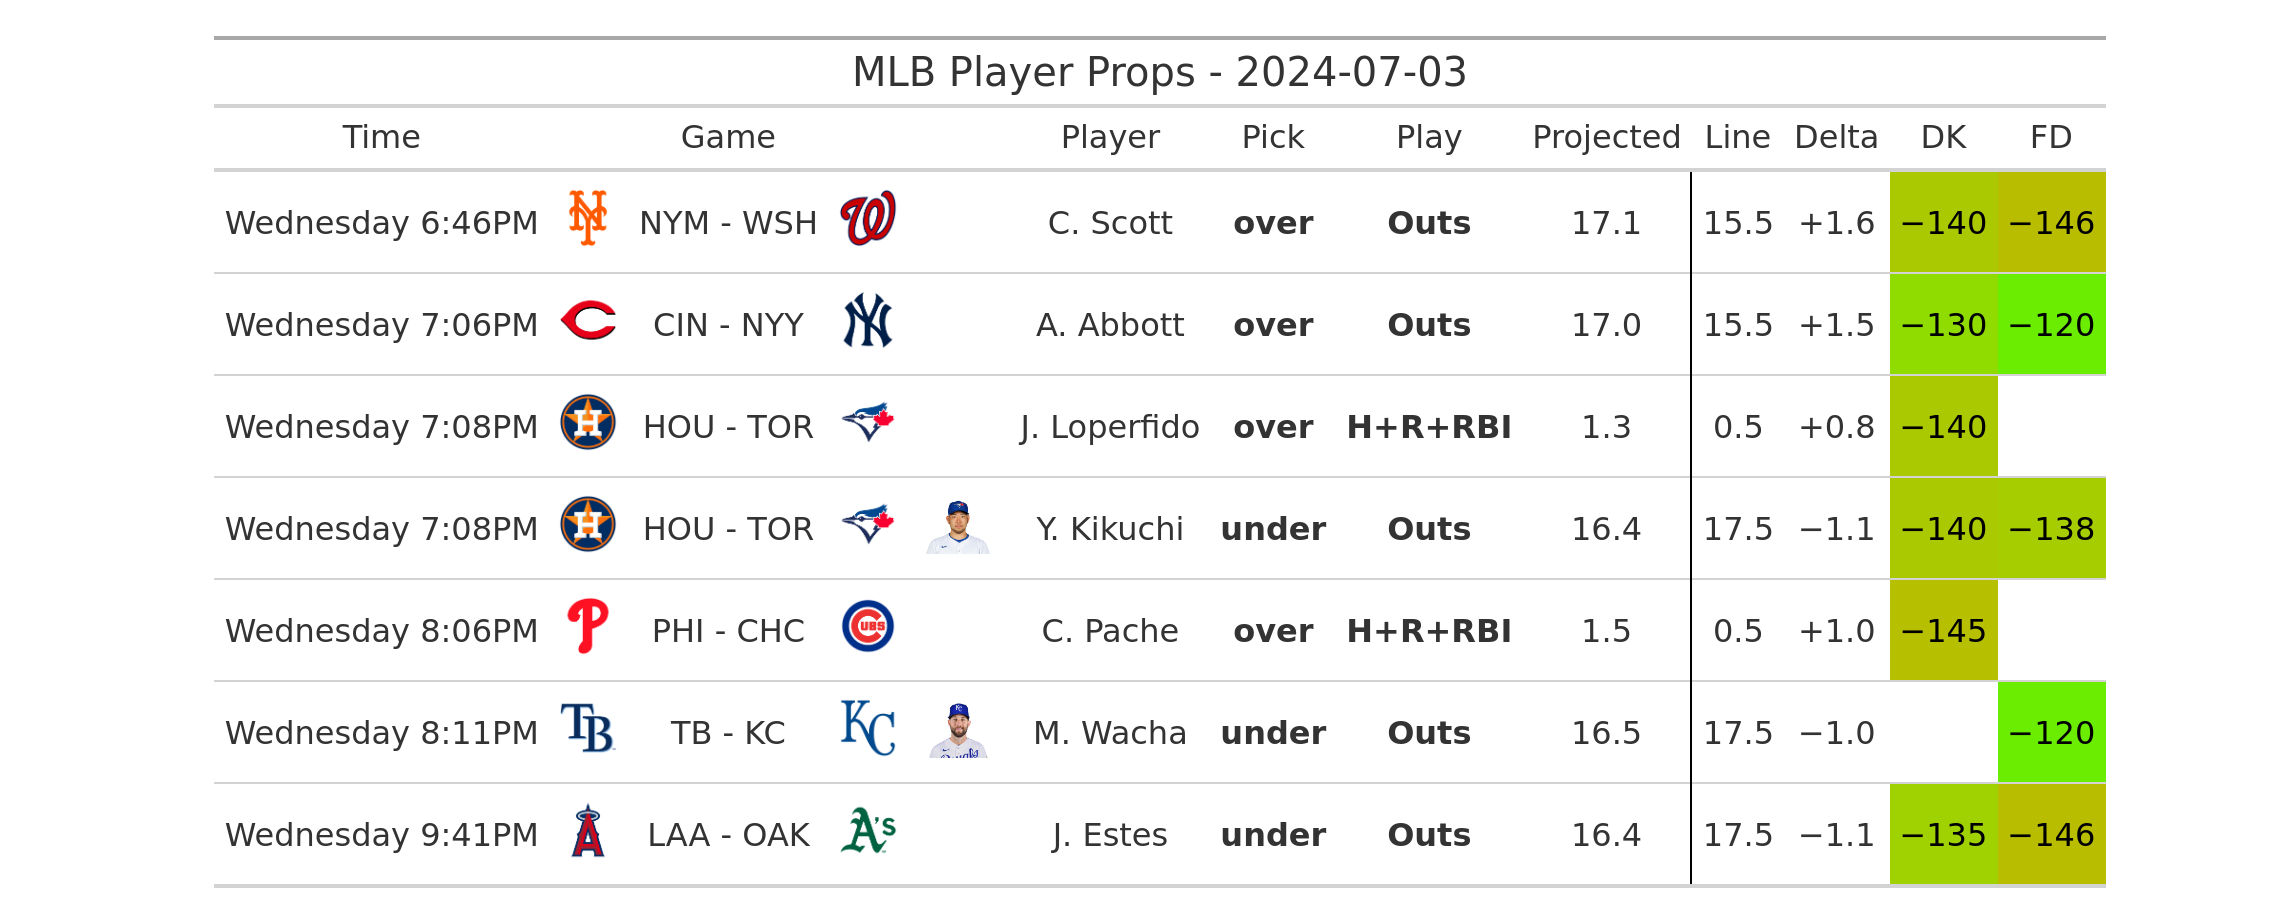 MLB Player Props - 2024-07-03
Time Game Player Pick Play Projected Line Delta DK FD
Wednesday 6:46PM NYM - WSH C. Scott over Outs 17.1 15.5 +1.6 −140 −146
Wednesday 7:06PM CIN - NYY A. Abbott over Outs 17.0 15.5 +1.5 −130 −120
Wednesday 7:08PM HOU - TOR J. Loperfido over H+R+RBI 1.3 0.5 +0.8 −140
Wednesday 7:08PM HOU - TOR Y. Kikuchi under Outs 16.4 17.5 −1.1 −140 −138
Wednesday 8:06PM PHI - CHC CUBS C. Pache over H+R+RBI 1.5 0.5 +1.0 −145
Wednesday 8:11PM TB TB - KC KC M. Wacha under Outs 16.5 17.5 −1.0 −120
Wednesday 9:41PM LAA - OAK A's J. Estes under Outs 16.4 17.5 −1.1 −135 −146